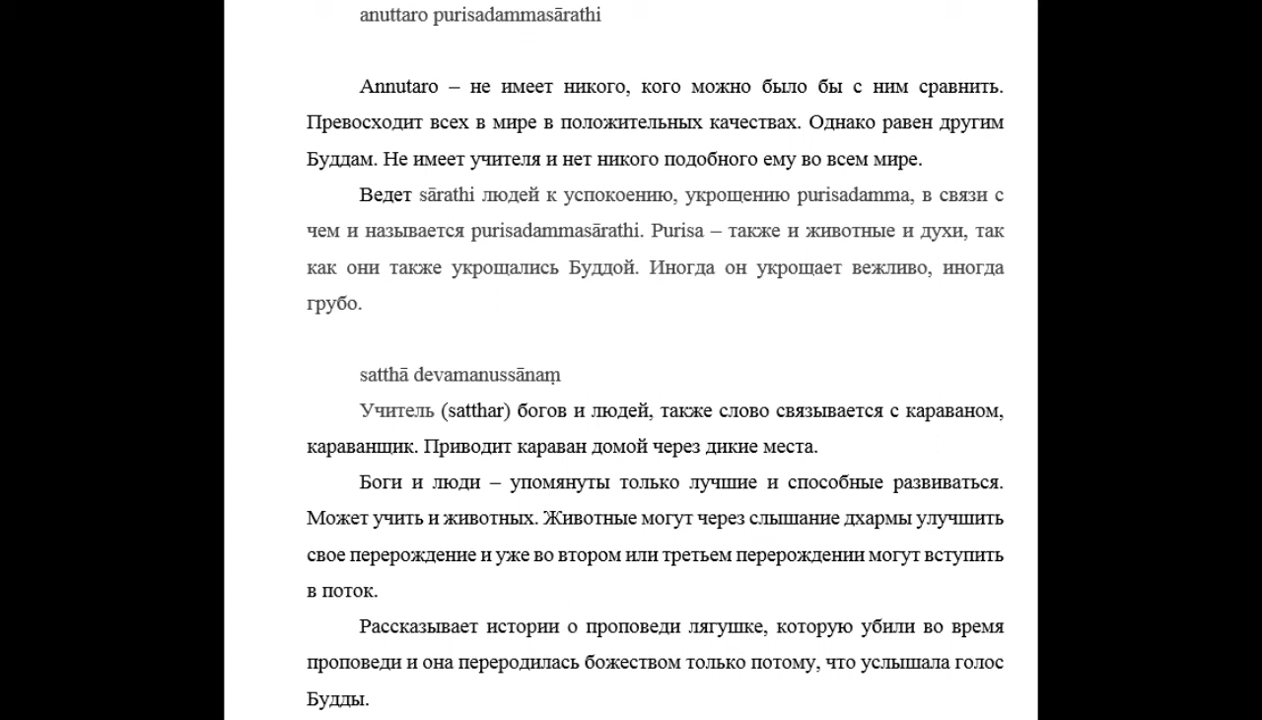 anuttaro purisadammasārathi
Annutaro – не имеет никого, кого можно было бы с ним сравнить.
Превосходит всех в мире в положительных качествах. Однако равен другим
Буддам. Не имеет учителя и нет никого подобного ему во всем мире.
Ведет sārathi людей к успокоению, укрощению purisadamma, в связи с
чем и называется purisadammasārathi. Purisa – также и животные и духи, так
как они также укрощались Буддой. Иногда он укрощает вежливо, иногда
грубо.
satthā devamanussānaṃ
Учитель (satthar) богов и людей, также слово связывается с караваном,
караванщик. Приводит караван домой через дикие места.
Боги и люди – упомянуты только лучшие и способные развиваться.
Может учить и животных. Животные могут через слышание дхармы улучшить
свое перерождение и уже во втором или третьем перерождении могут вступить
в поток.
Рассказывает истории о проповеди лягушке, которую убили во время
проповеди и она переродилась божеством только потому, что услышала голос
Будды.